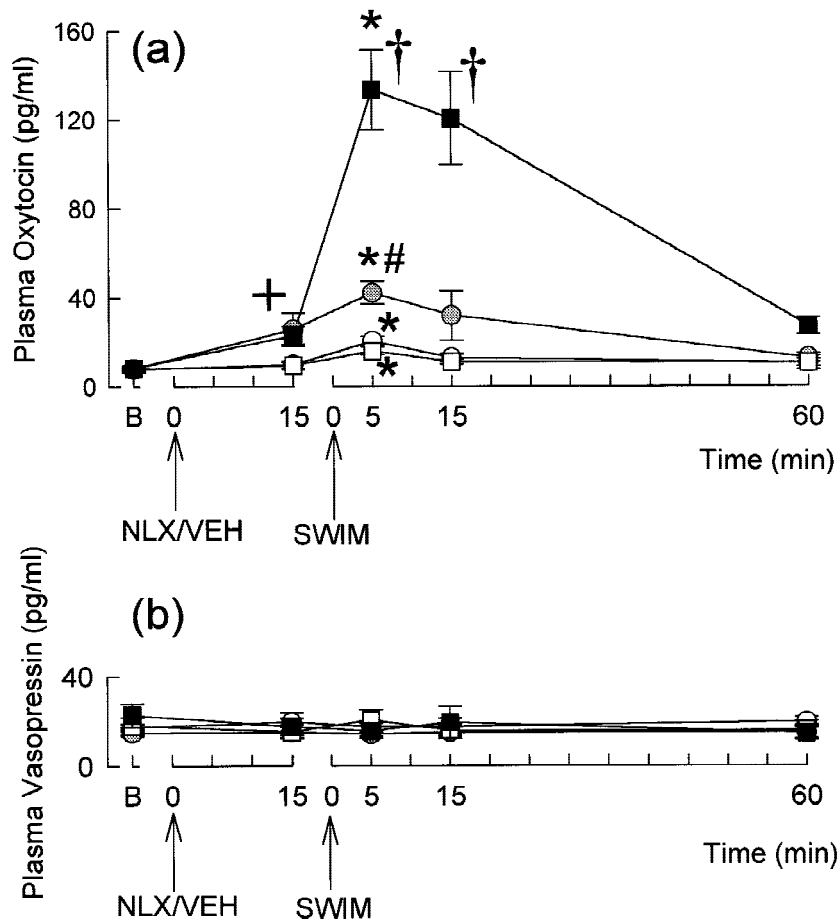 (a)
Plasma Oxytocin (pg/ml)
160
120
80
40
0
* †
†
* #
+
*
*
B 0 15 0 5 15 60
Time (min)
NLX/VEH SWIM
(b)
Plasma Vasopressin (pg/ml)
40
0
B 0 15 0 5 15 60
Time (min)
NLX/VEH SWIM